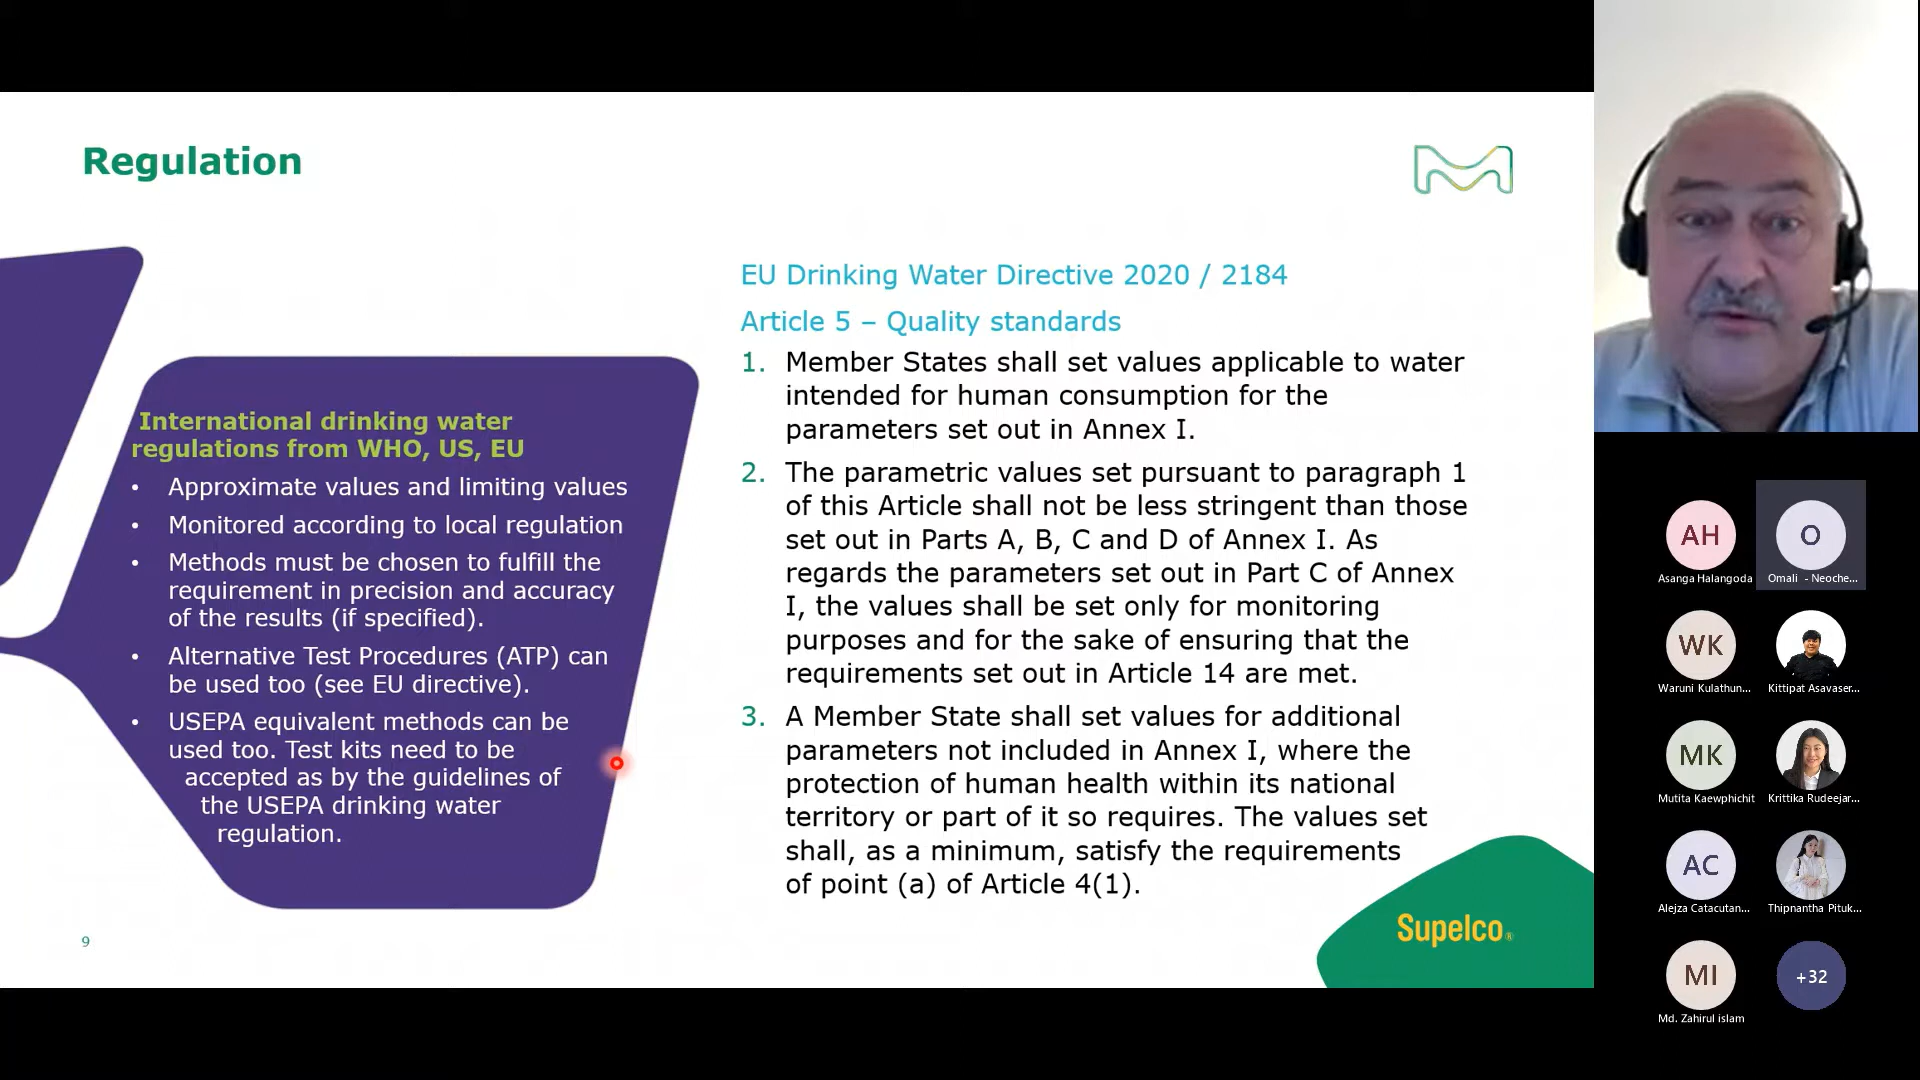 Regulation
International drinking water
regulations from WHO, US, EU
• Approximate values and limiting values
• Monitored according to local regulation
• Methods must be chosen to fulfill the
requirement in precision and accuracy
of the results (if specified).
• Alternative Test Procedures (ATP) can
be used too (see EU directive).
• USEPA equivalent methods can be
used too. Test kits need to be
accepted as by the guidelines of
the USEPA drinking water
regulation.
9
EU Drinking Water Directive 2020 / 2184
Article 5 – Quality standards
1. Member States shall set values applicable to water
intended for human consumption for the
parameters set out in Annex I.
2. The parametric values set pursuant to paragraph 1
of this Article shall not be less stringent than those
set out in Parts A, B, C and D of Annex I. As
regards the parameters set out in Part C of Annex
I, the values shall be set only for monitoring
purposes and for the sake of ensuring that the
requirements set out in Article 14 are met.
3. A Member State shall set values for additional
parameters not included in Annex I, where the
protection of human health within its national
territory or part of it so requires. The values set
shall, as a minimum, satisfy the requirements
of point (a) of Article 4(1).
Supelco®
AH
Asanga Halangoda
O
Omali - Neoche...
WK
Waruni Kulathun...
Kittipat Asavaser...
MK
Mutita Kaewphichit
Krittika Rudeejar...
AC
Alejza Catacutan...
Thipnantha Pituk...
MI
Md. Zahirul islam
+32